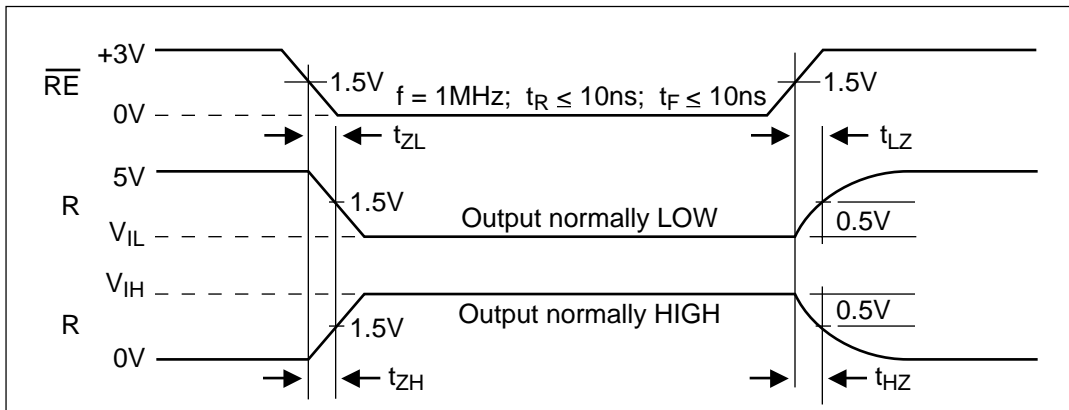 +3V
RE
1.5V
f = 1MHz; tR ≤ 10ns; tF ≤ 10ns
1.5V
0V
tZL
tLZ
5V
R
1.5V
Output normally LOW
0.5V
VIL
VIH
R
1.5V
Output normally HIGH
0.5V
0V
tZH
tHZ